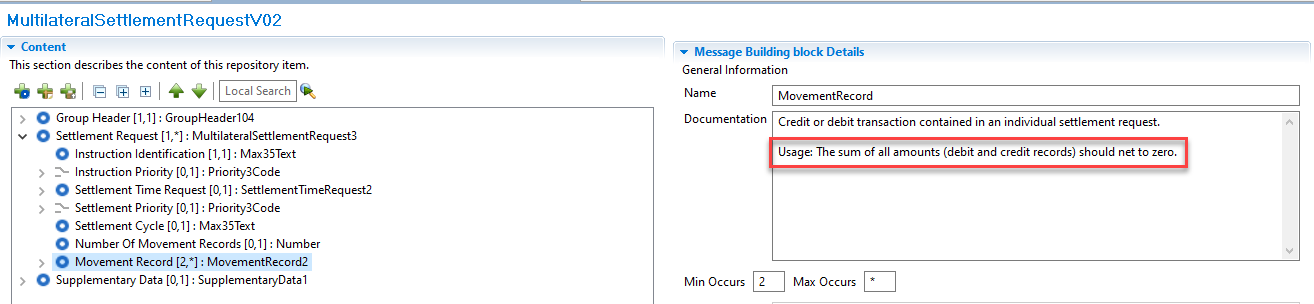 MultilateralSettlementRequestV02
Content
This section describes the content of this repository item.
Local Search
Group Header [1,1] : GroupHeader104
Settlement Request [1,*] : MultilateralSettlementRequest3
Instruction Identification [1,1] : Max35Text
Instruction Priority [0,1] : Priority3Code
Settlement Time Request [0,1] : SettlementTimeRequest2
Settlement Priority [0,1] : Priority3Code
Settlement Cycle [0,1] : Max35Text
Number Of Movement Records [0,1] : Number
Movement Record [2,*] : MovementRecord2
Supplementary Data [0,1] : SupplementaryData1
Message Building block Details
General Information
Name MovementRecord
Documentation Credit or debit transaction contained in an individual settlement request.
Usage: The sum of all amounts (debit and credit records) should net to zero.
Min Occurs 2 Max Occurs *